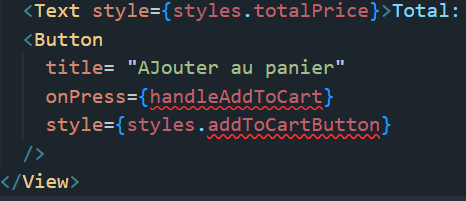 <Text style={styles.totalPrice}>Total:
<Button
title= "AJouter au panier"
onPress={handleAddToCart}
style={styles.addToCartButton}
/>
</View>